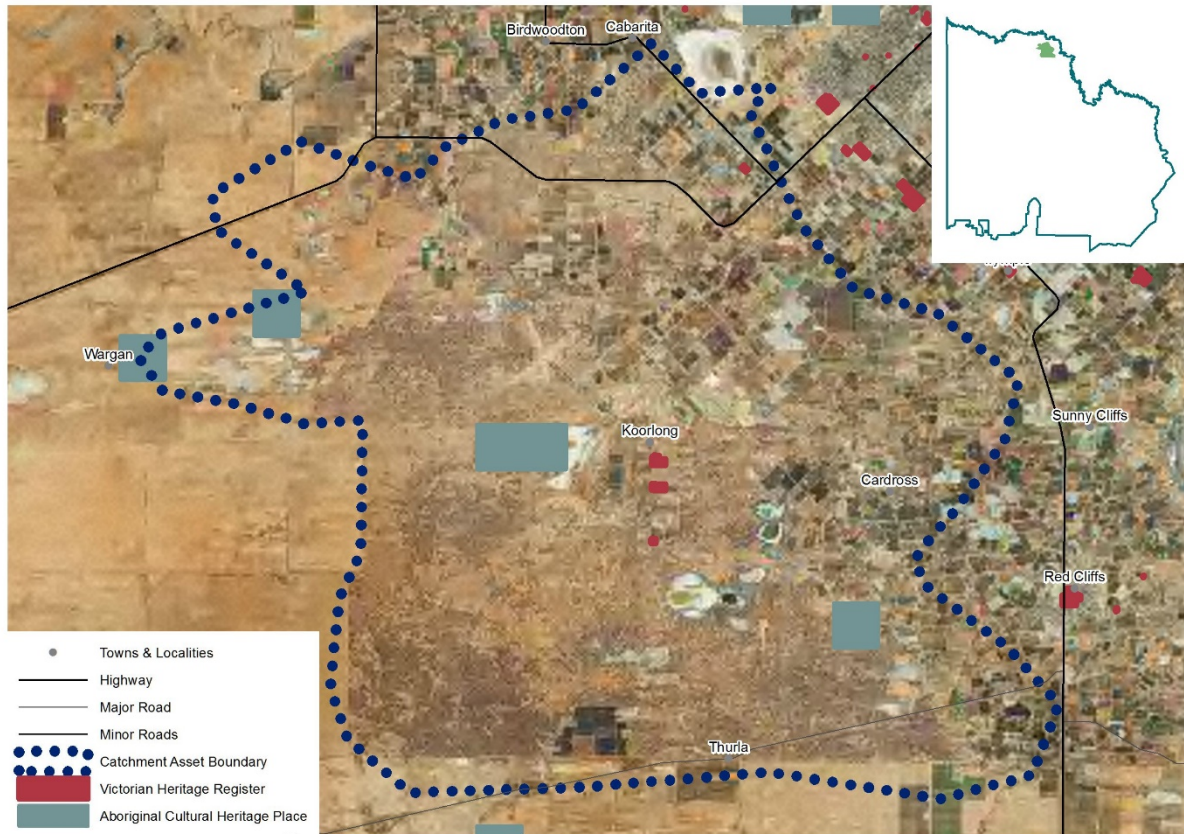 Birdwoodton
Cabarita
Wargan
Koorlong
Sunny Cliffs
Cardross
Red Cliffs
Thurla
Towns & Localities
Highway
Major Road
Minor Roads
Catchment Asset Boundary
Victorian Heritage Register
Aboriginal Cultural Heritage Place